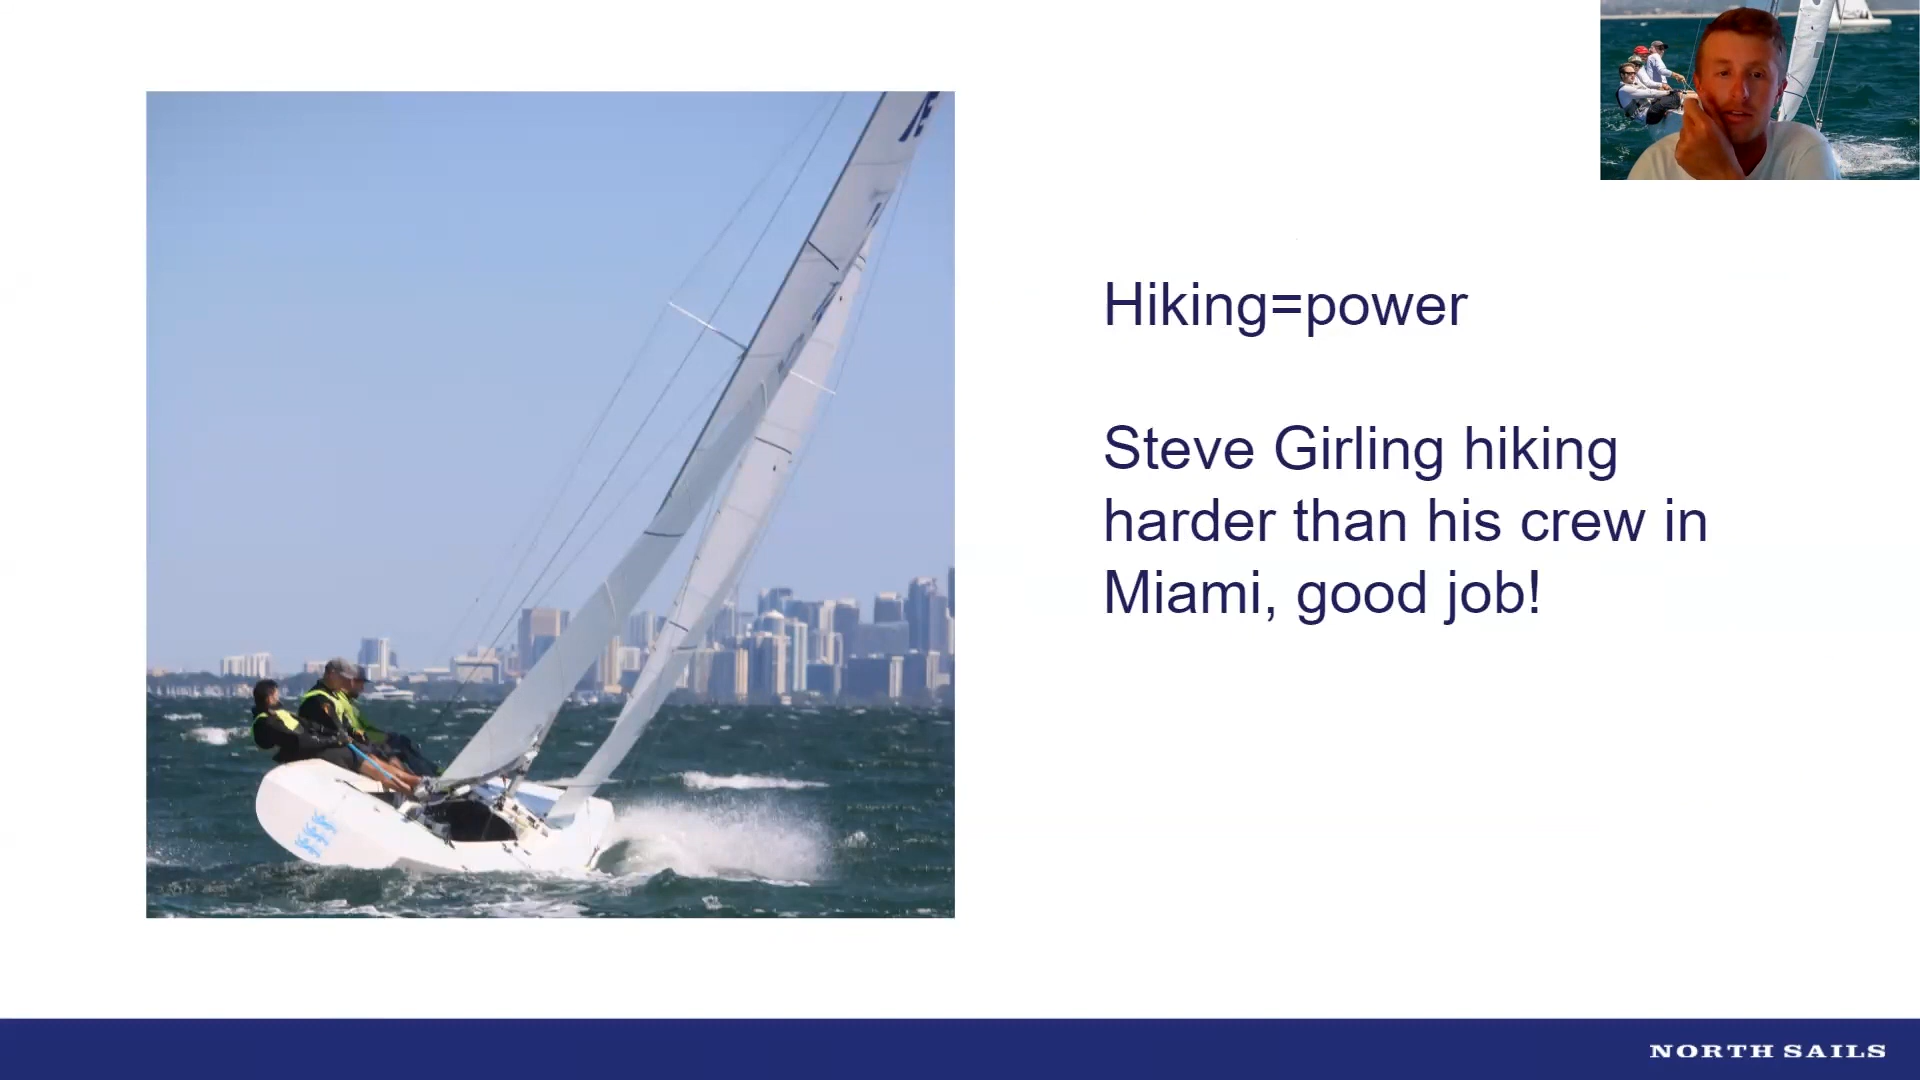 Hiking=power
Steve Girling hiking
harder than his crew in
Miami, good job!
NORTH SAILS